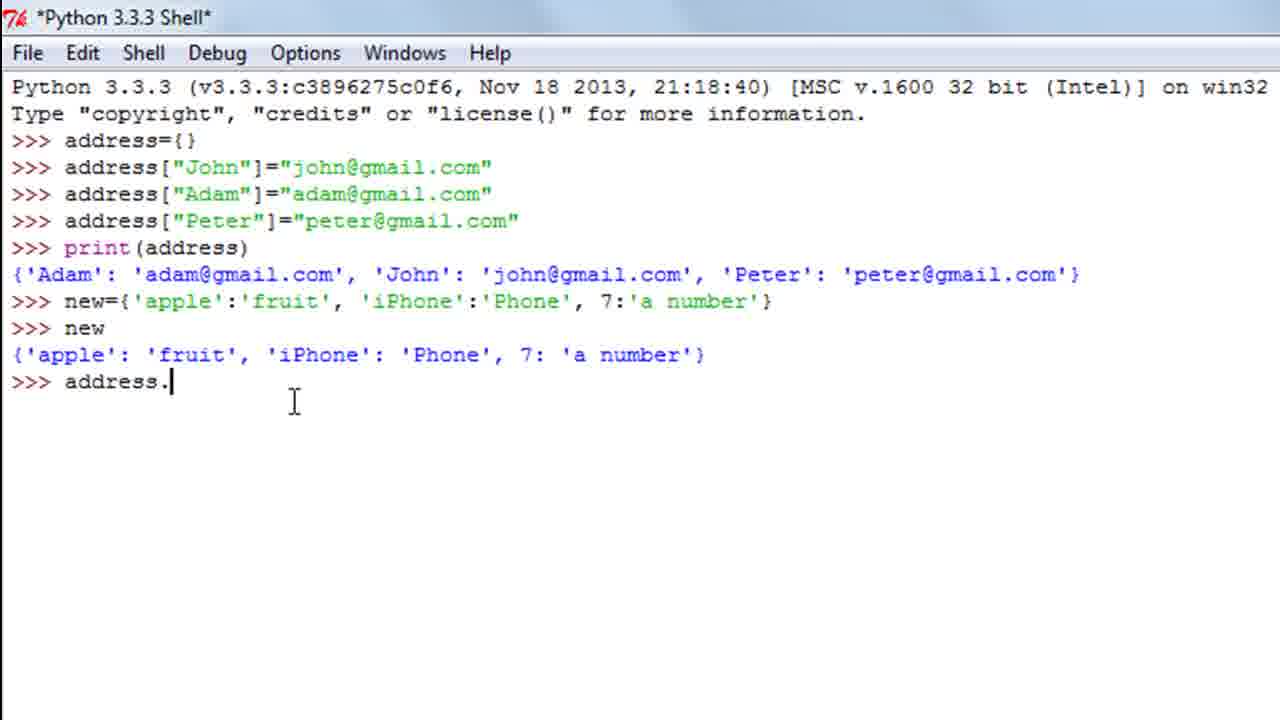 *Python 3.3.3 Shell*
File Edit Shell Debug Options Windows Help
Python 3.3.3 (v3.3.3:c3896275c0f6, Nov 18 2013, 21:18:40) [MSC v.1600 32 bit (Intel)] on win32
Type "copyright", "credits" or "license()" for more information.
>>> address={}
>>> address["John"]="john@gmail.com"
>>> address["Adam"]="adam@gmail.com"
>>> address["Peter"]="peter@gmail.com"
>>> print(address)
{'Adam': 'adam@gmail.com', 'John': 'john@gmail.com', 'Peter': 'peter@gmail.com'}
>>> new={'apple':'fruit', 'iPhone':'Phone', 7:'a number'}
>>> new
{'apple': 'fruit', 'iPhone': 'Phone', 7: 'a number'}
>>> address.